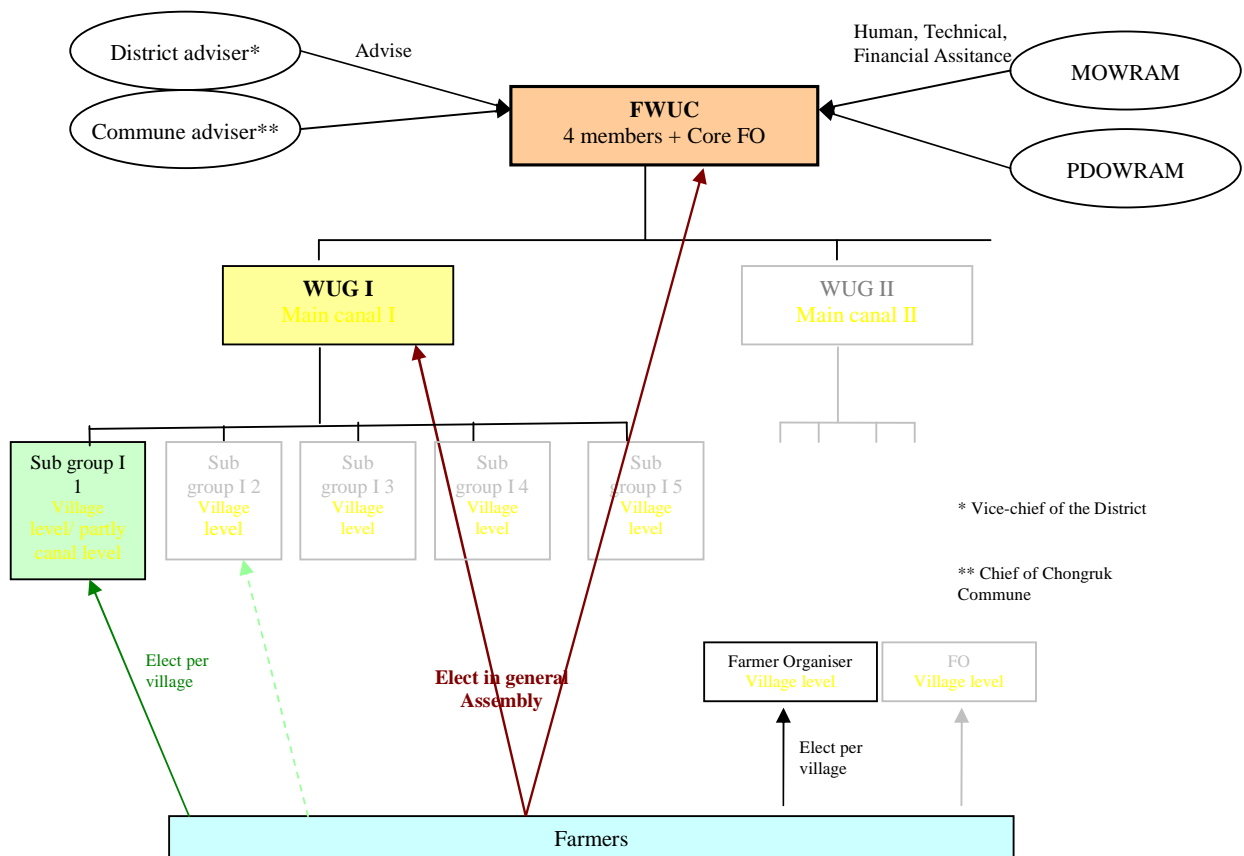 District adviser*
Advise
Human, Technical,
Financial Assitance
MOWRAM
Commune adviser**
FWUC
4 members + Core FO
PDOWRAM
WUG I
Main canal I
WUG II
Main canal II
Sub group I
1
Village
level/ partly
canal level
Sub
group I 2
Village
level
Sub
group I 3
Village
level
Sub
group I 4
Village
level
Sub
group I 5
Village
level
* Vice-chief of the District
** Chief of Chongruk
Commune
Elect per
village
Elect in general
Assembly
Farmer Organiser
Village level
FO
Village level
Elect per
village
Farmers